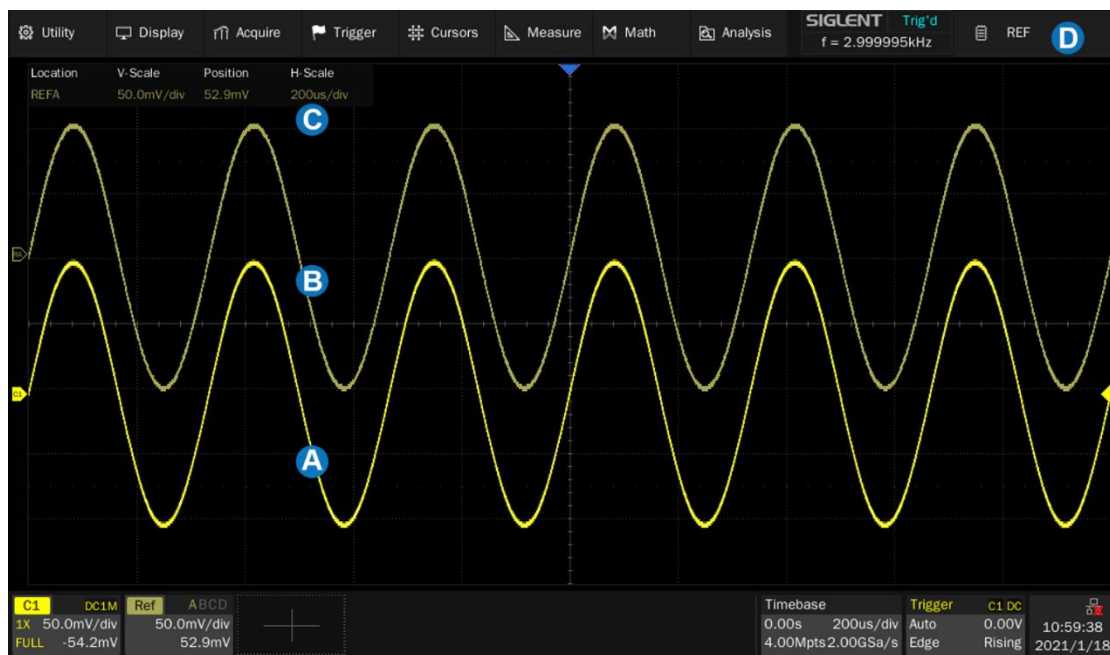 Utility Display Acquire Trigger Cursors Measure Math Analysis SIGLENT Trig'd REF D
f = 2.999995kHz
Location V-Scale Position H-Scale
REFA 50.0mV/div 52.9mV 200us/div
C
RA
B
C1
A
C1 DC1M Ref ABCD Timebase Trigger C1 DC
1X 50.0mV/div 50.0mV/div 0.00s 200us/div Auto 0.00V 10:59:38
FULL -54.2mV 52.9mV 4.00Mpts 2.00GSa/s Edge Rising 2021/1/18